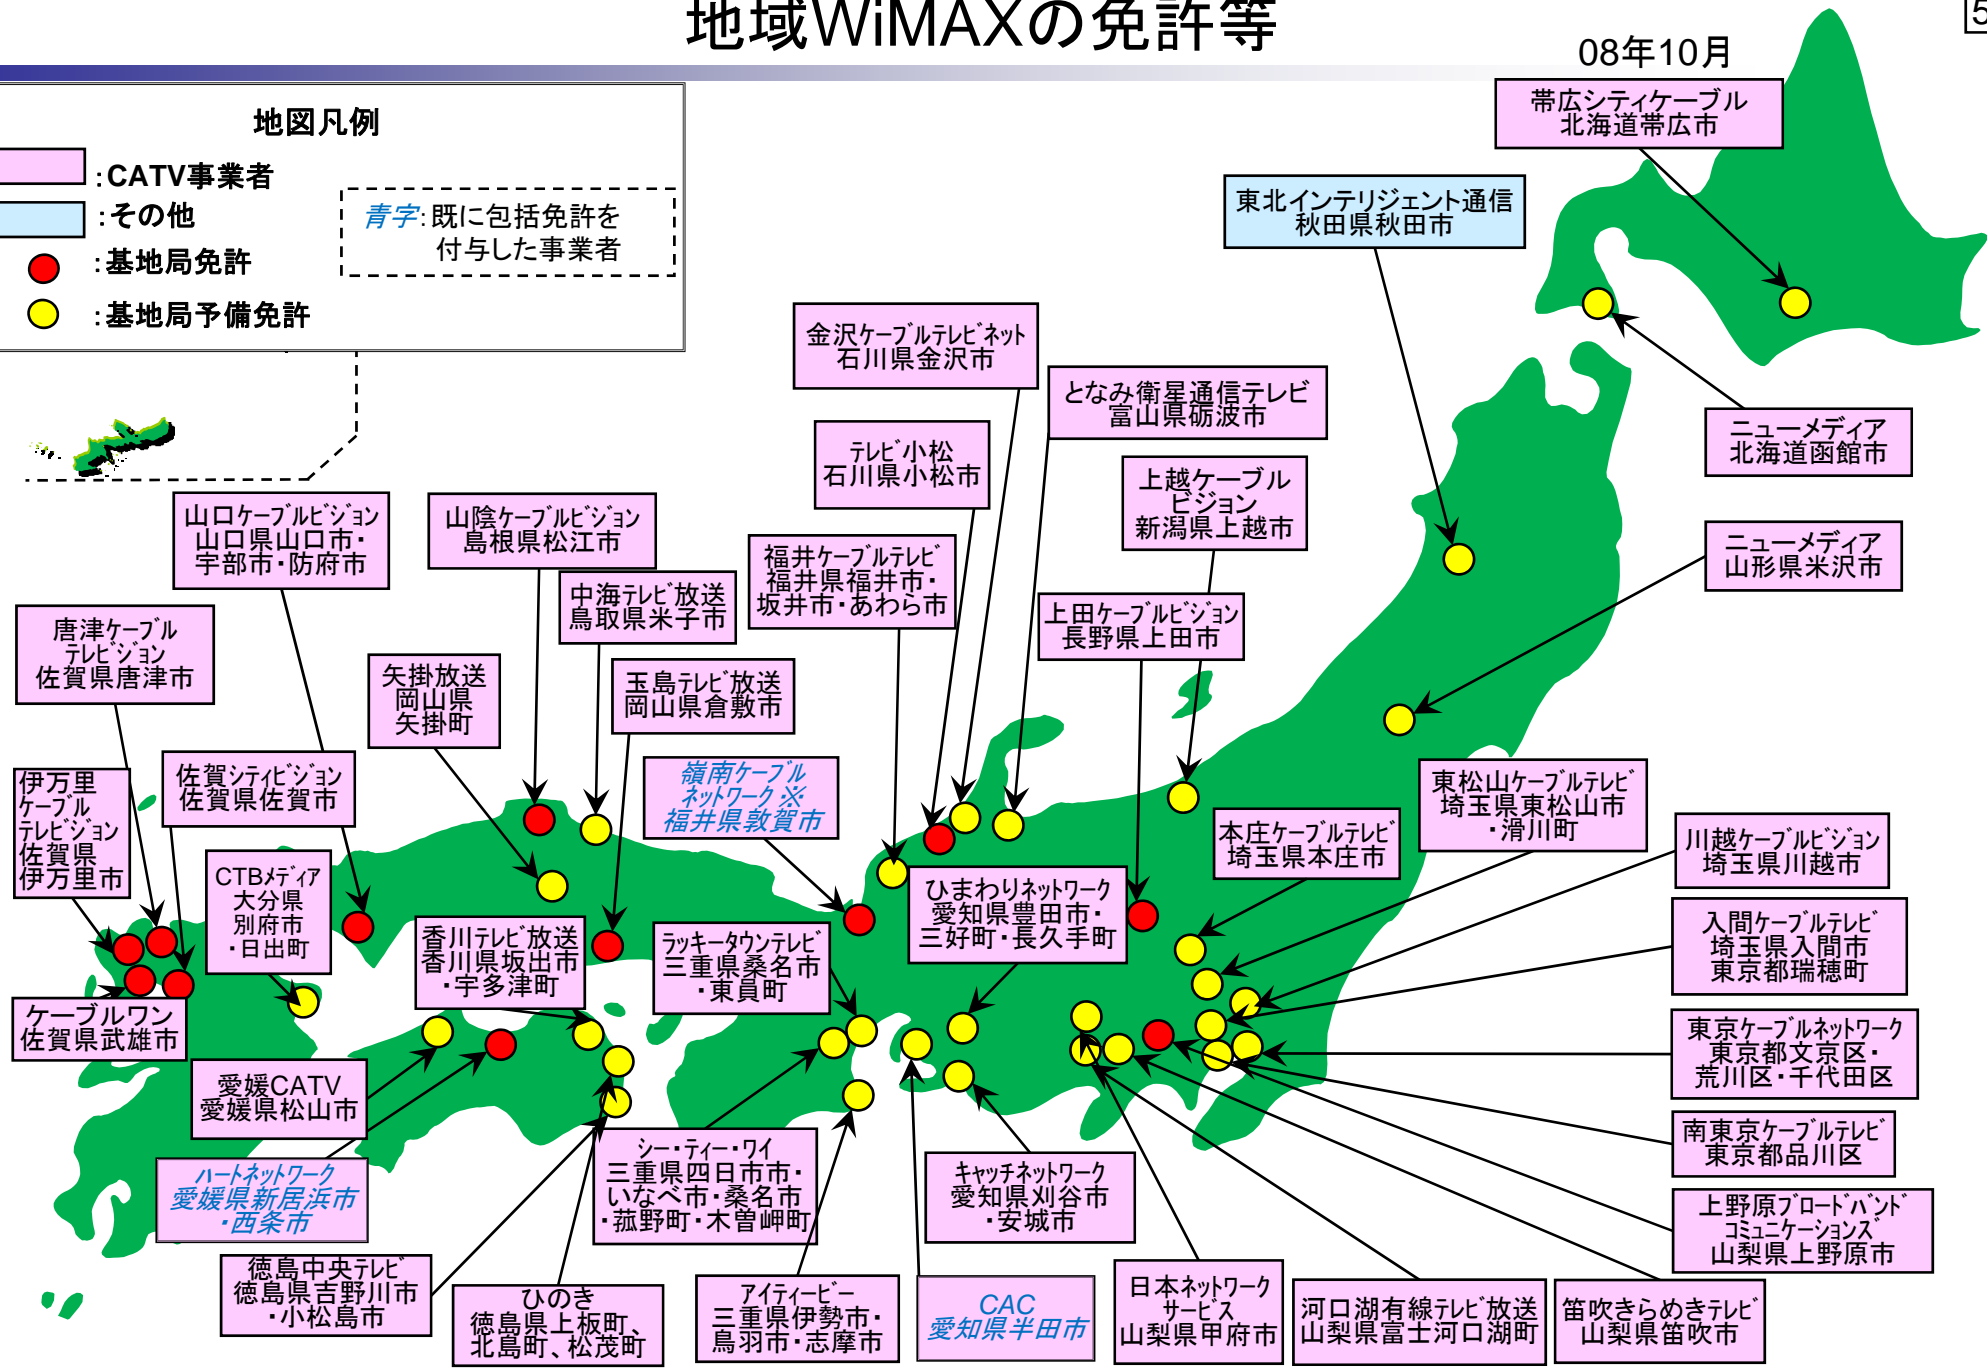 地域WiMAXの免許等
5
08年10月
地図凡例
:CATV事業者
:その他
:基地局免許
:基地局予備免許
青字:既に包括免許を
付与した事業者
帯広シティケーブル
北海道帯広市
東北インテリジェント通信
秋田県秋田市
金沢ケーブルテレビネット
石川県金沢市
となみ衛星通信テレビ
富山県砺波市
ニューメディア
北海道函館市
テレビ小松
石川県小松市
上越ケーブル
ビジョン
新潟県上越市
山口ケーブルビジョン
山口県山口市・
宇部市・防府市
山陰ケーブルビジョン
島根県松江市
福井ケーブルテレビ
福井県福井市・
坂井市・あわら市
ニューメディア
山形県米沢市
中海テレビ放送
鳥取県米子市
上田ケーブルビジョン
長野県上田市
唐津ケーブル
テレビジョン
佐賀県唐津市
矢掛放送
岡山県
矢掛町
玉島テレビ放送
岡山県倉敷市
伊万里
ケーブル
テレビジョン
佐賀県
伊万里市
佐賀シティビジョン
佐賀県佐賀市
嶺南ケーブル
ネットワーク※
福井県敦賀市
東松山ケーブルテレビ
埼玉県東松山市
・滑川町
本庄ケーブルテレビ
埼玉県本庄市
川越ケーブルビジョン
埼玉県川越市
CTBメディア
大分県
別府市
・日出町
ひまわりネットワーク
愛知県豊田市・
三好町・長久手町
香川テレビ放送
香川県坂出市
・宇多津町
ラッキータウンテレビ
三重県桑名市
・東員町
入間ケーブルテレビ
埼玉県入間市
東京都瑞穂町
ケーブルワン
佐賀県武雄市
東京ケーブルネットワーク
東京都文京区・
荒川区・千代田区
愛媛CATV
愛媛県松山市
南東京ケーブルテレビ
東京都品川区
ハートネットワーク
愛媛県新居浜市
・西条市
シー・ティー・ワイ
三重県四日市市・
いなべ市・桑名市
・菰野町・木曽岬町
キャッチネットワーク
愛知県刈谷市
・安城市
上野原ブロードバンド
コミュニケーションズ
山梨県上野原市
徳島中央テレビ
徳島県吉野川市
・小松島市
ひのき
徳島県上板町、
北島町、松茂町
アイティービー
三重県伊勢市・
鳥羽市・志摩市
CAC
愛知県半田市
日本ネットワーク
サービス
山梨県甲府市
河口湖有線テレビ放送
山梨県富士河口湖町
笛吹きらめきテレビ
山梨県笛吹市